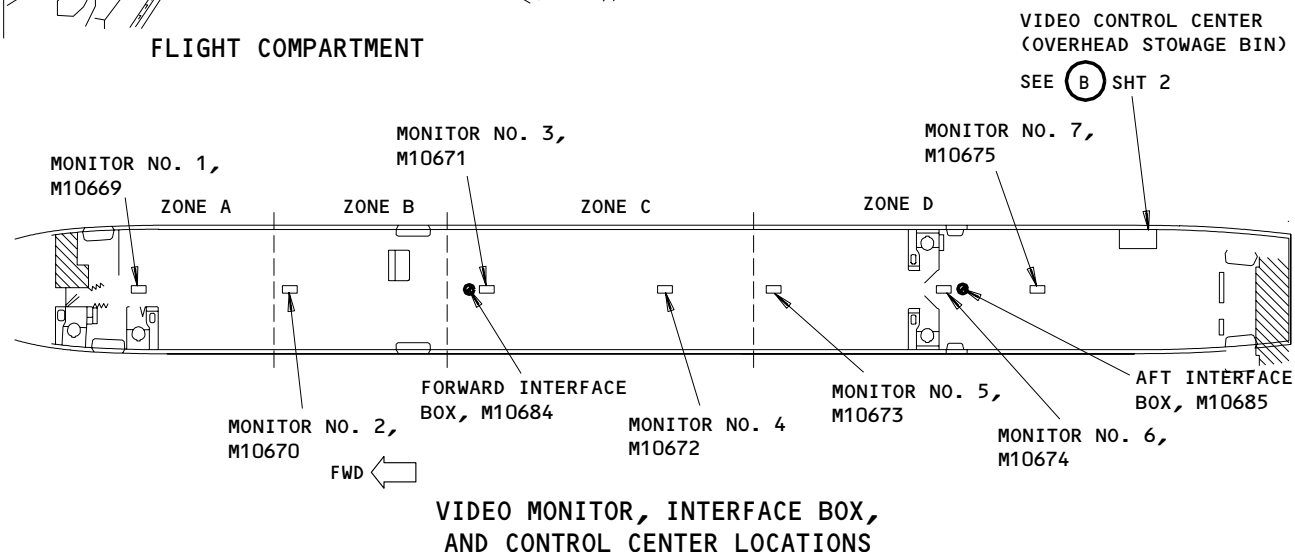 FLIGHT COMPARTMENT
VIDEO CONTROL CENTER
(OVERHEAD STOWAGE BIN)
SEE B SHT 2
MONITOR NO. 1,
M10669
MONITOR NO. 3,
M10671
MONITOR NO. 7,
M10675
ZONE A
ZONE B
ZONE C
ZONE D
FORWARD INTERFACE
BOX, M10684
MONITOR NO. 2,
M10670
MONITOR NO. 4
M10672
MONITOR NO. 5,
M10673
AFT INTERFACE
BOX, M10685
MONITOR NO. 6,
M10674
FWD
VIDEO MONITOR, INTERFACE BOX,
AND CONTROL CENTER LOCATIONS